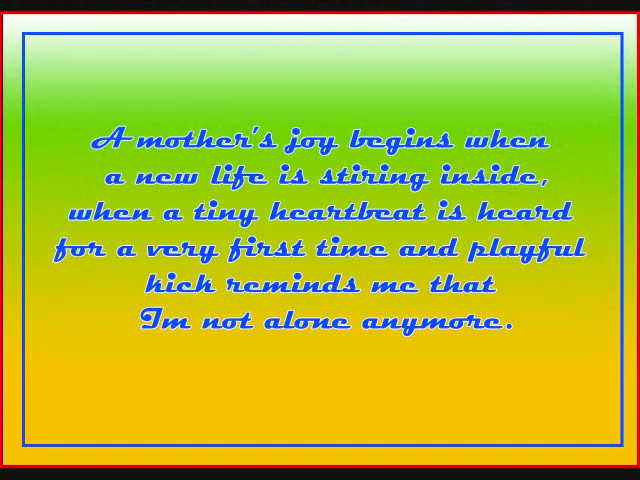 A mother's joy begins when
a new life is stiring inside,
when a tiny heartbeat is heard
for a very first time and playful
kick reminds me that
Im not alone anymore.